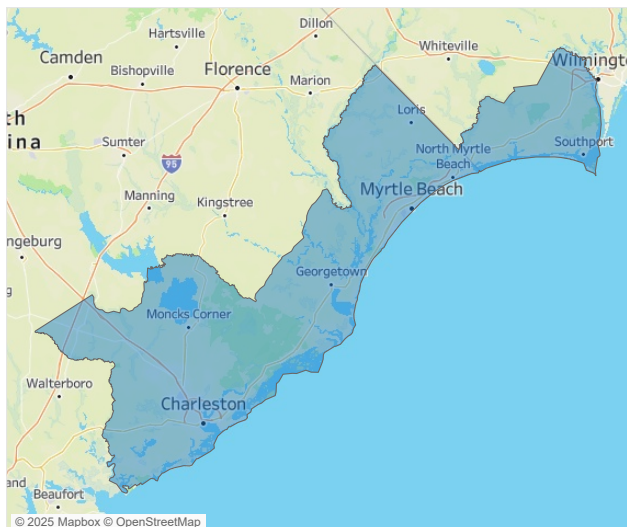 Dillon
Hartsville
Whiteville
Camden
Wilmingt
Bishopville
Florence
Marion
Loris
th
ina
Sumter
95
North Myrtle
Beach
Southport
Manning
Myrtle Beach
Kingstree
ngeburg
Georgetown
g
Moncks Corner
Walterboro
Charleston
and
Beaufort
© 2025 Mapbox © OpenStreetMap